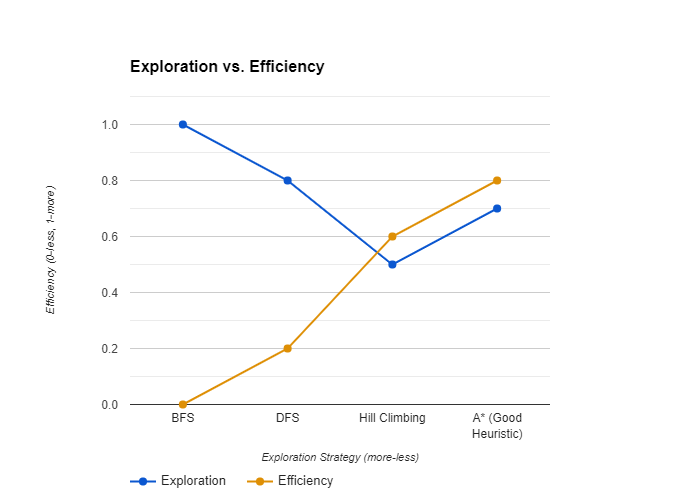 Exploration vs. Efficiency
Efficiency (0-less, 1-more)
1.0
0.8
0.6
0.4
0.2
0.0
BFS
DFS
Hill Climbing
A* (Good
Heuristic)
Exploration Strategy (more-less)
Exploration
Efficiency